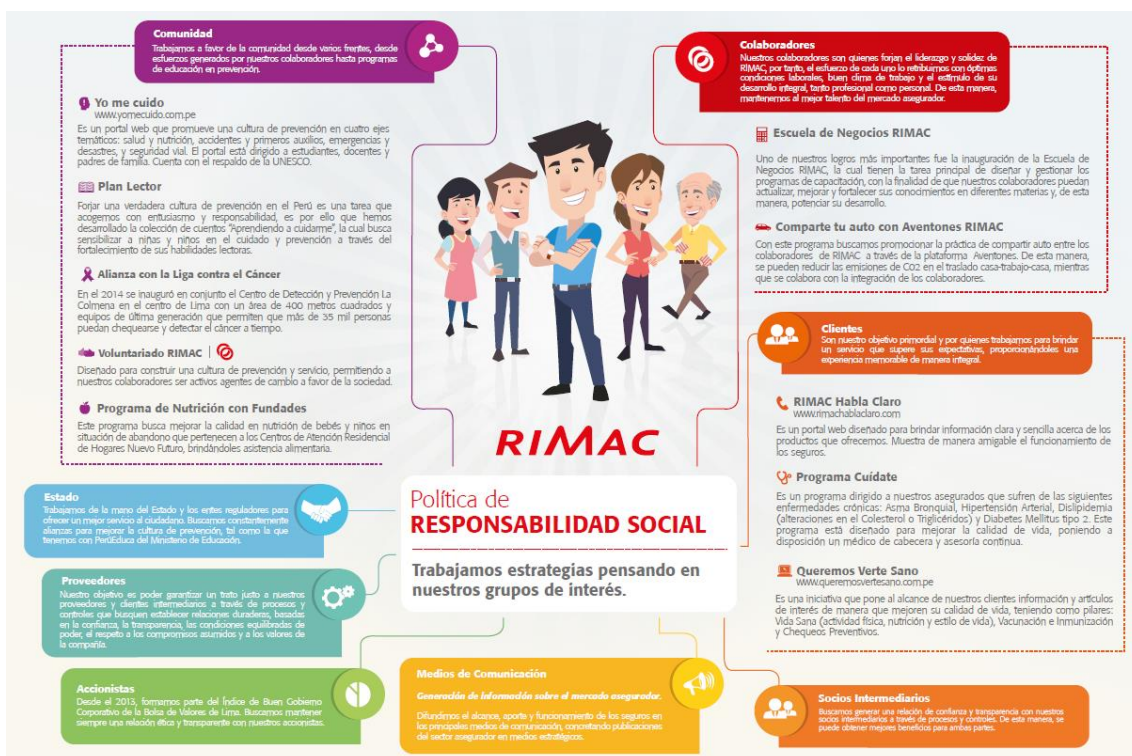 Comunidad
Trabajamos a favor de la comunidad desde varios frentes, desde
esfuerzos generados por nuestros colaboradores hasta programas
de educación en prevención.
Yo me cuido
www.yomecuido.com.pe
Es un portal web que promueve una cultura de prevención en cuatro ejes
temáticos: salud y nutrición, accidentes y primeros auxilios, emergencias y
desastres, y seguridad vial. El portal está dirigido a estudiantes, docentes y
padres de familia. Cuenta con el respaldo de la UNESCO.
Plan Lector
Forjar una verdadera cultura de prevención en el Perú es una tarea que
acogemos con entusiasmo y responsabilidad, es por ello que hemos
desarrollado la colección de cuentos "Aprendiendo a cuidarme", la cual busca
sensibilizar a niñas y niños en el cuidado y prevención a través del
fortalecimiento de sus habilidades lectoras.
Alianza con la Liga contra el Cáncer
En el 2014 se inauguró en conjunto el Centro de Detección y Prevención La
Colmena en el centro de Lima con un área de 400 metros cuadrados y
equipos de última generación que permiten que más de 35 mil personas
puedan chequearse y detectar el cáncer a tiempo.
Voluntariado RIMAC
Diseñado para construir una cultura de prevención y servicio, permitiendo a
nuestros colaboradores ser activos agentes de cambio a favor de la sociedad.
Programa de Nutrición con Fundades
Este programa busca mejorar la calidad en nutrición de bebés y niños en
situación de abandono que pertenecen a los Centros de Atención Residencial
de Hogares Nuevo Futuro, brindándoles asistencia alimentaria.
Colaboradores
Nuestros colaboradores son quienes forjan el liderazgo y solidez de
RIMAC, por tanto, el esfuerzo de cada uno lo retribuimos con óptimas
condiciones laborales, buen clima de trabajo y el estímulo de su
desarrollo integral, tanto profesional como personal. De esta manera,
mantenemos al mejor talento del mercado asegurador.
Escuela de Negocios RIMAC
Uno de nuestros logros más importantes fue la inauguración de la Escuela de
Negocios RIMAC, la cual tienen la tarea principal de diseñar y gestionar los
programas de capacitación, con la finalidad de que nuestros colaboradores puedan
actualizar, mejorar y fortalecer sus conocimientos en diferentes materias y, de esta
manera, potenciar su desarrollo.
Comparte tu auto con Aventones RIMAC
Con este programa buscamos promocionar la práctica de compartir auto entre los
colaboradores de RIMAC a través de la plataforma Aventones. De esta manera,
se pueden reducir las emisiones de CO2 en el traslado casa-trabajo-casa, mientras
que se colabora con la integración de los colaboradores.
Clientes
Son nuestro objetivo primordial y por quienes trabajamos para brindar
un servicio que supere sus expectativas, proporcionándoles una
experiencia memorable de manera integral.
RIMAC Habla Claro
www.rimachablaclaro.com
Es un portal web diseñado para brindar información clara y sencilla acerca de los
productos que ofrecemos. Muestra de manera amigable el funcionamiento de
los seguros.
Programa Cuídate
Es un programa dirigido a nuestros asegurados que sufren de las siguientes
enfermedades crónicas: Asma Bronquial, Hipertensión Arterial, Dislipidemia
(alteraciones en el Colesterol o Triglicéridos) y Diabetes Mellitus tipo 2. Este
programa está diseñado para mejorar la calidad de vida, poniendo a
disposición un médico de cabecera y asesoría continua.
Queremos Verte Sano
www.queremosvertesano.com.pe
Es una iniciativa que pone al alcance de nuestros clientes información y artículos
de interés de manera que mejoren su calidad de vida, teniendo como pilares:
Vida Sana (actividad física, nutrición y estilo de vida), Vacunación e Inmunización
y Chequeos Preventivos.
RIMAC
Política de
RESPONSABILIDAD SOCIAL
Trabajamos estrategias pensando en
nuestros grupos de interés.
Estado
Trabajamos de la mano del Estado y los entes reguladores para
ofrecer un mejor servicio al ciudadano. Buscamos constantemente
alianzas para mejorar la cultura de prevención, tal como la que
tenemos con PerúEduca del Ministerio de Educación.
Proveedores
Nuestro objetivo es poder garantizar un trato justo a nuestros
proveedores y clientes intermediarios a través de procesos y
controles que busquen establecer relaciones duraderas, basadas
en la confianza, la transparencia, las condiciones equilibradas de
poder, el respeto a los compromisos asumidos y a los valores de
la compañía.
Accionistas
Desde el 2013, formamos parte del Índice de Buen Gobierno
Corporativo de la Bolsa de Valores de Lima. Buscamos mantener
siempre una relación ética y transparente con nuestros accionistas.
Medios de Comunicación
Generación de información sobre el mercado asegurador.
Difundimos el alcance, aporte y funcionamiento de los seguros en
los principales medios de comunicación, concretando publicaciones
del sector asegurador en medios estratégicos.
Socios Intermediarios
Buscamos generar una relación de confianza y transparencia con nuestros
socios intermediarios a través de procesos y controles. De esta manera, se
puede obtener mejores beneficios para ambas partes.